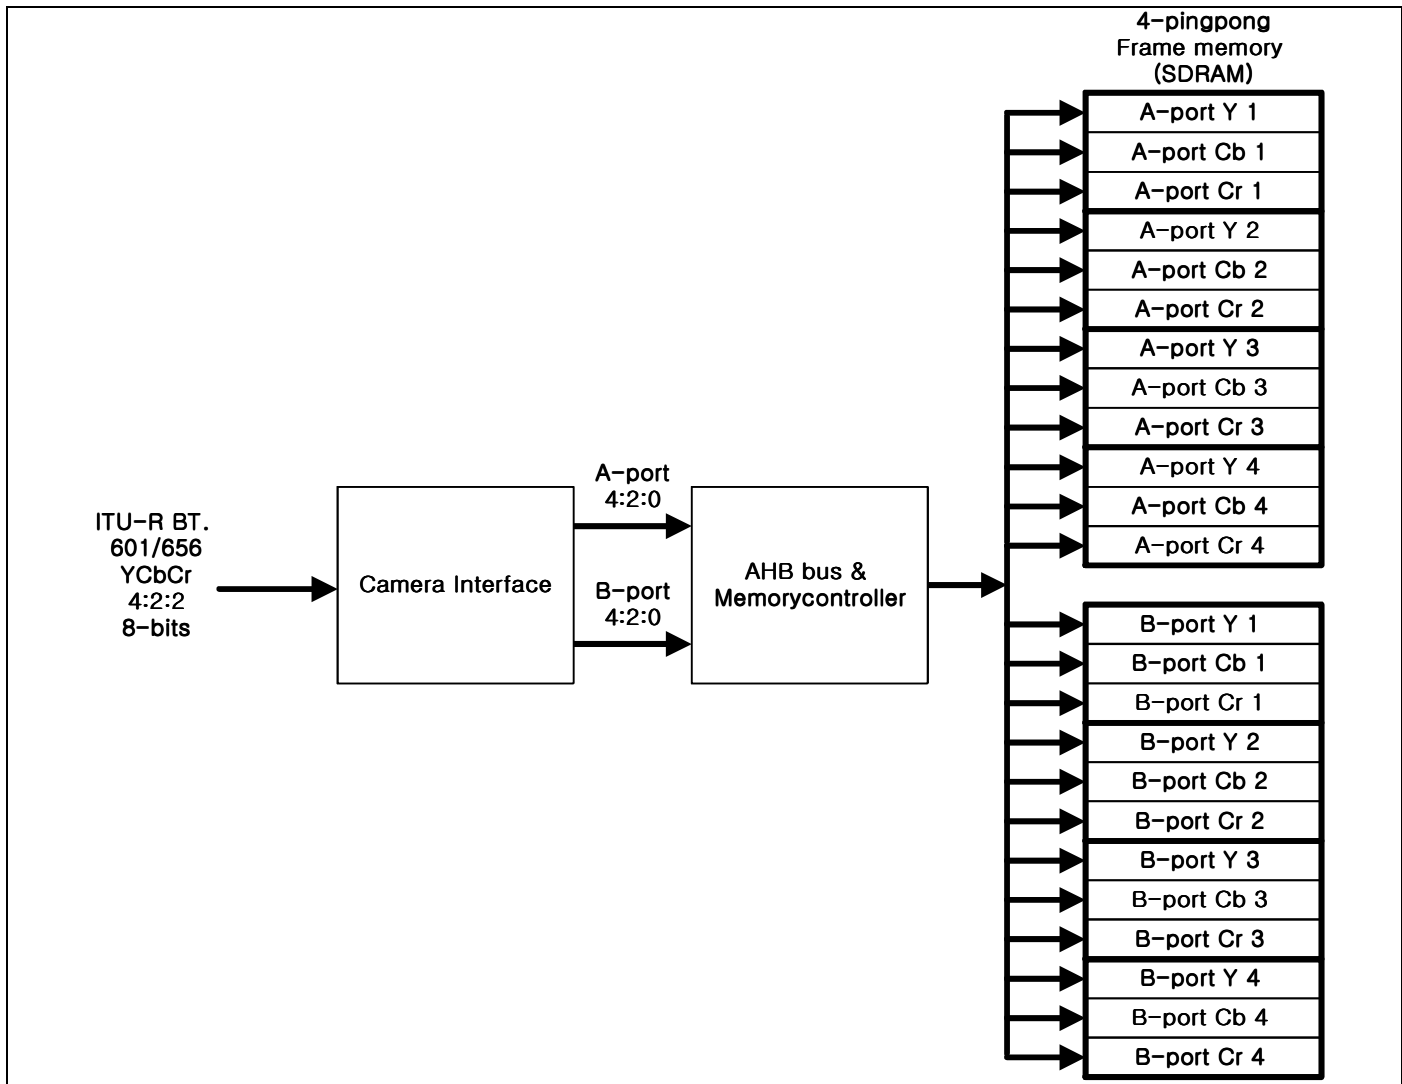 4-pingpong
Frame memory
(SDRAM)
A-port Y 1
A-port Cb 1
A-port Cr 1
A-port Y 2
A-port Cb 2
A-port Cr 2
A-port Y 3
A-port Cb 3
A-port Cr 3
A-port Y 4
A-port Cb 4
A-port Cr 4
ITU-R BT.
601/656
YCbCr
4:2:2
8-bits
Camera Interface
A-port
4:2:0
B-port
4:2:0
AHB bus &
Memorycontroller
B-port Y 1
B-port Cb 1
B-port Cr 1
B-port Y 2
B-port Cb 2
B-port Cr 2
B-port Y 3
B-port Cb 3
B-port Cr 3
B-port Y 4
B-port Cb 4
B-port Cr 4